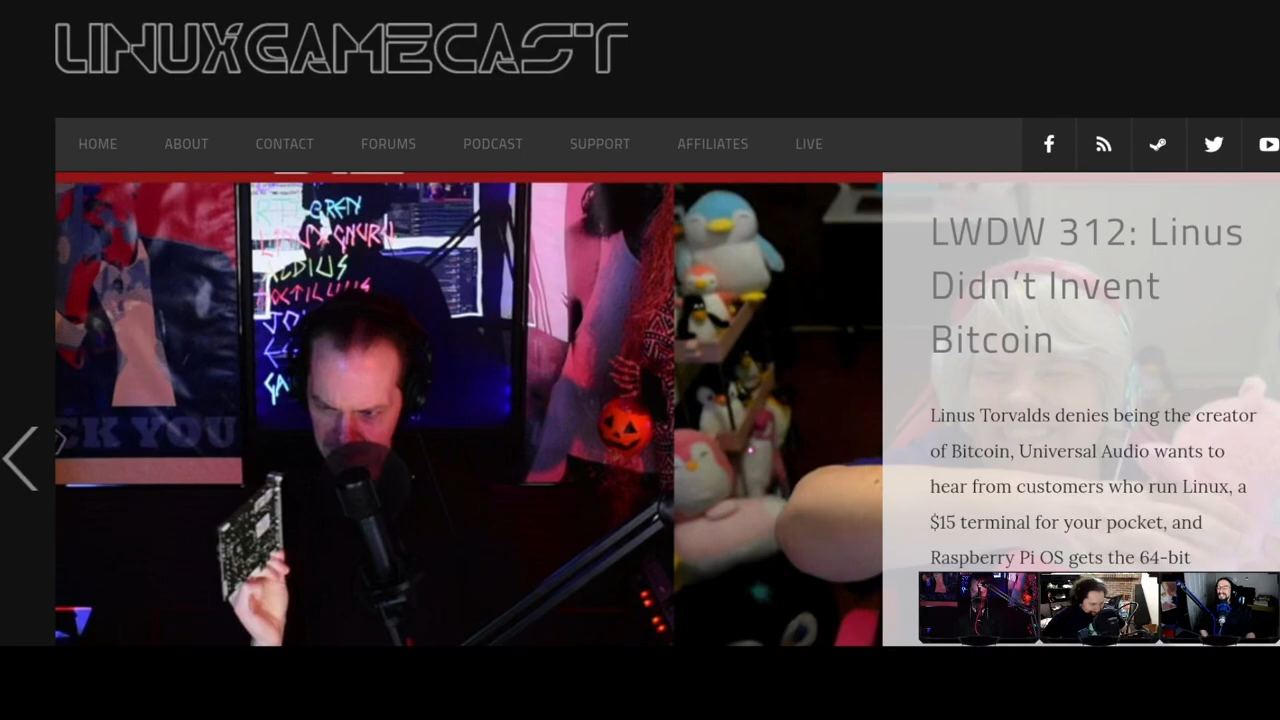 LINUXGAMECAST
HOME ABOUT CONTACT FORUMS PODCAST SUPPORT AFFILIATES LIVE
LWDW 312: Linus
Didn’t Invent
Bitcoin
CK YOU
Linus Torvalds denies being the creator
of Bitcoin, Universal Audio wants to
hear from customers who run Linux, a
$15 terminal for your pocket, and
Raspberry Pi OS gets the 64-bit